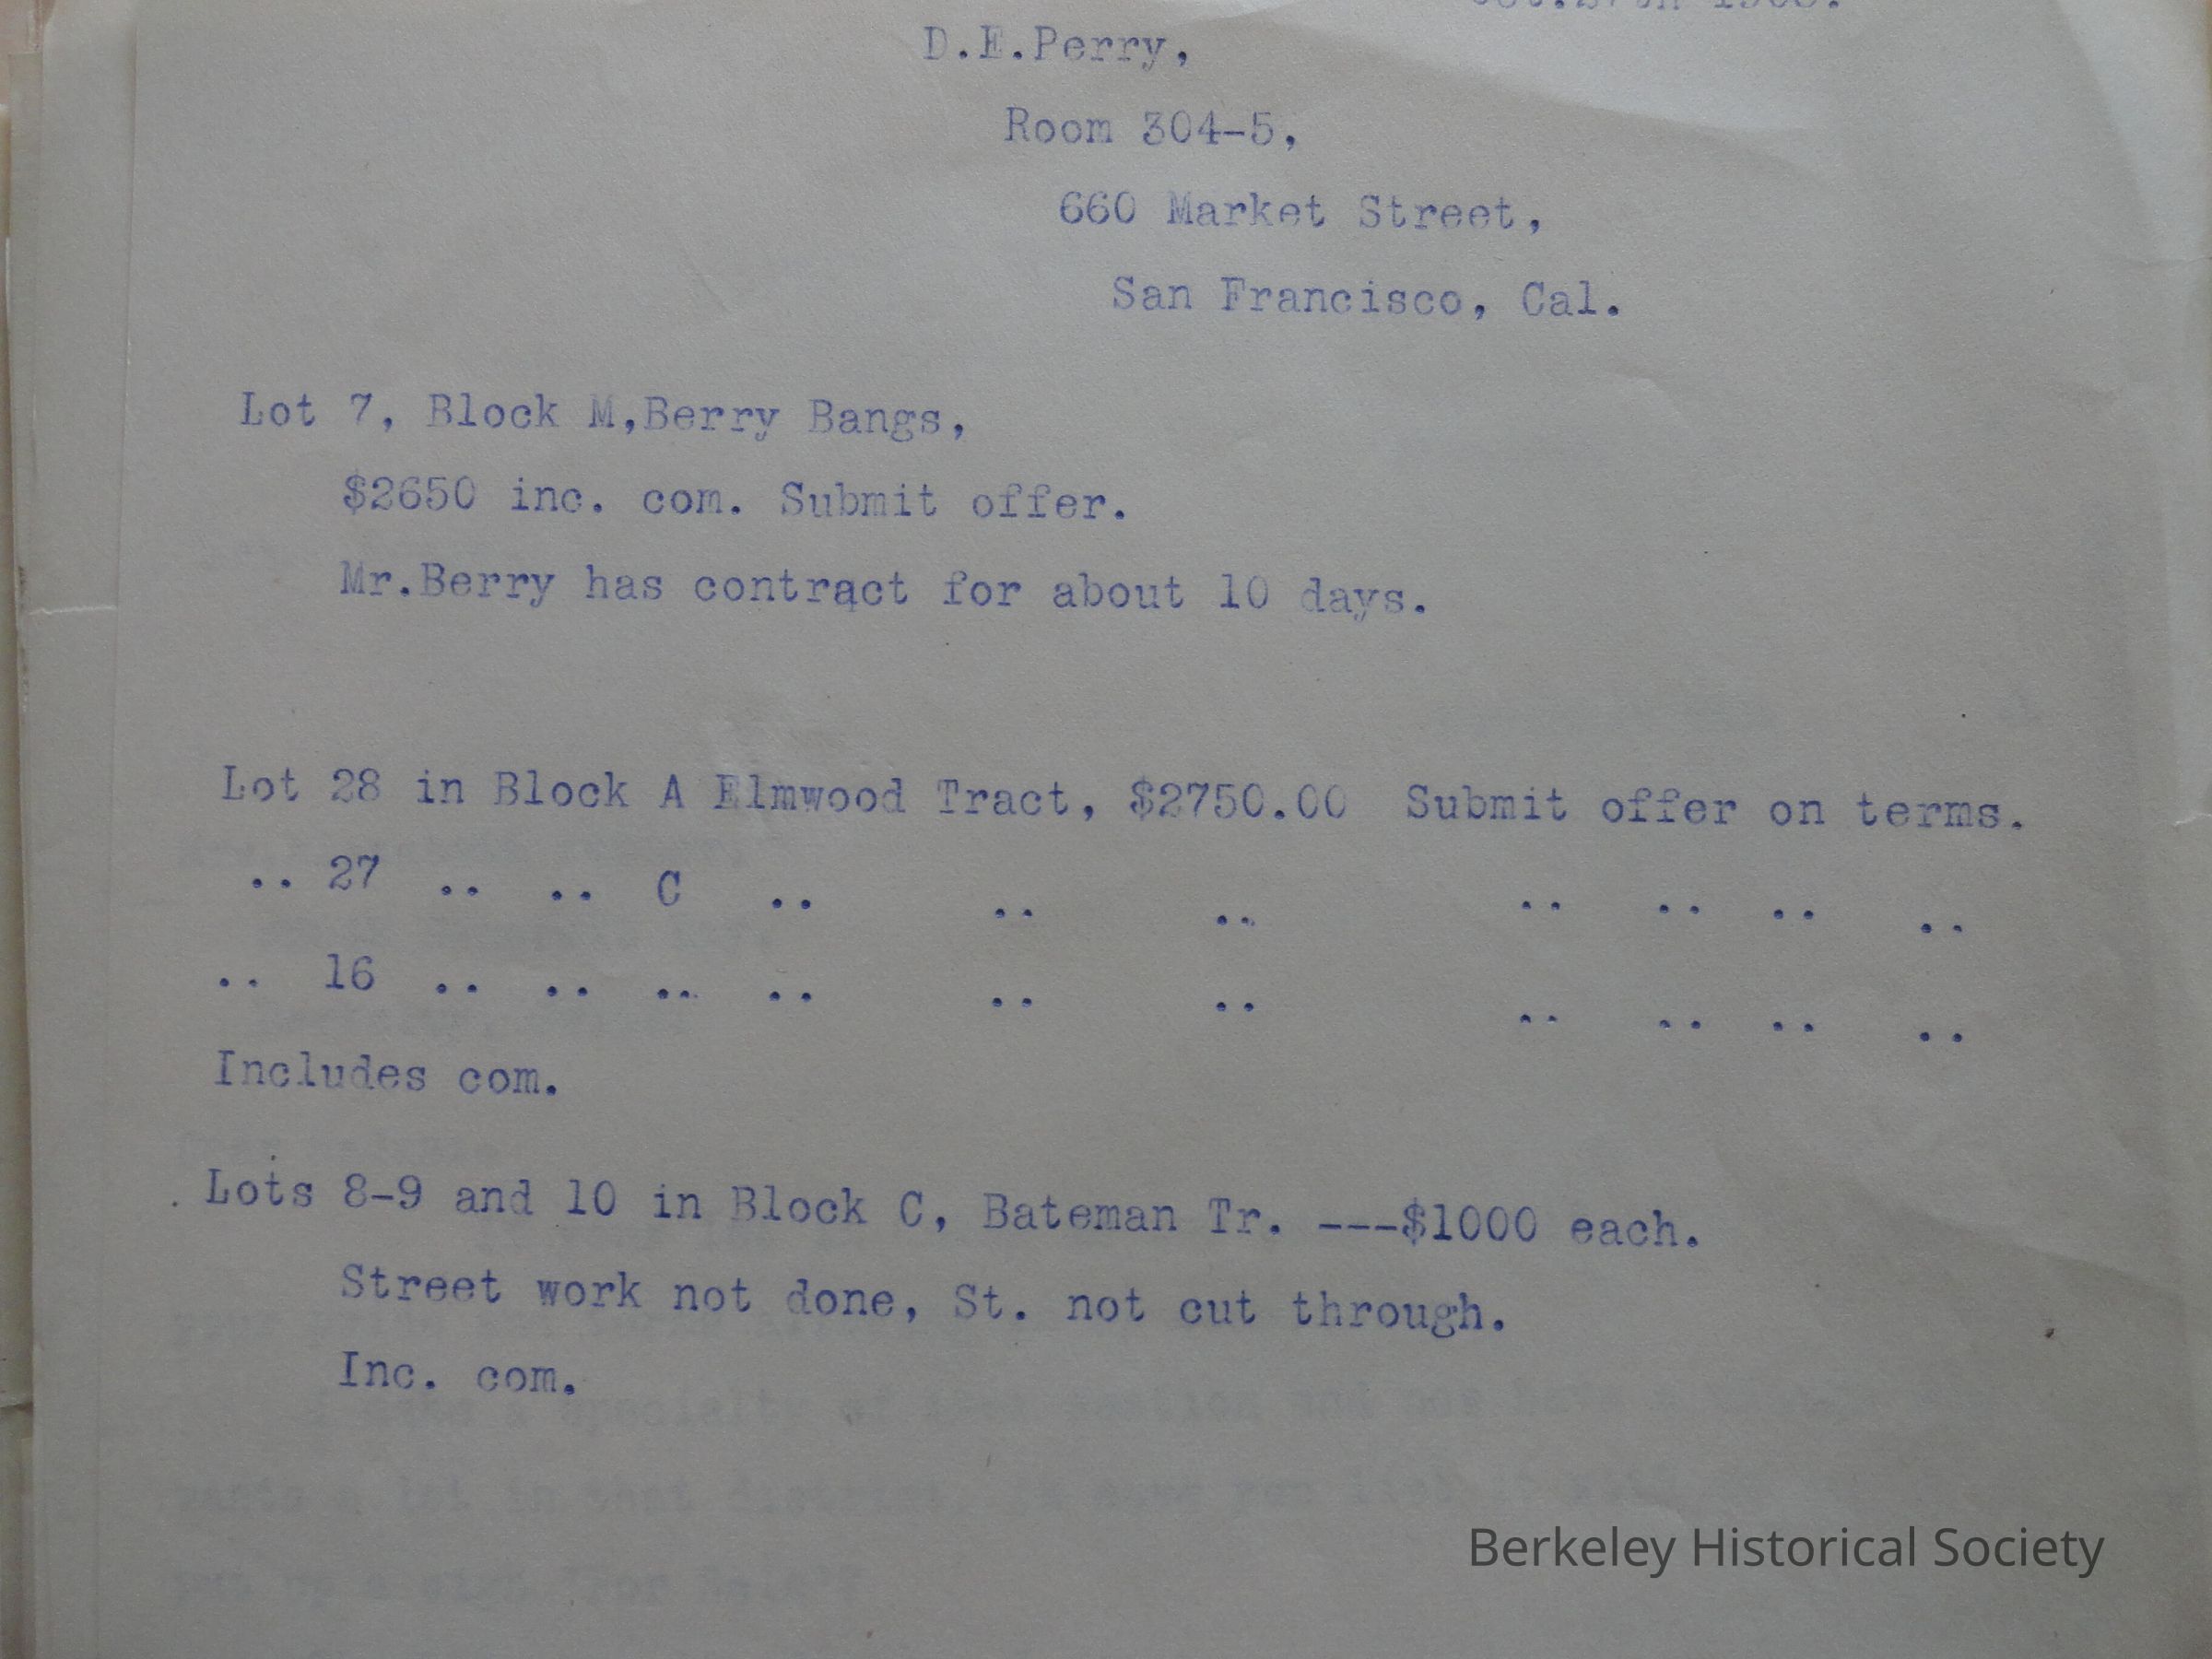 D.E.Perry,
Room 304-5,
660 Market Street,
San Francisco, Cal.
Lot 7, Block M,Berry Bangs,
$2650 inc. com. Submit offer.
Mr.Berry has contract for about 10 days.
Lot 28 in Block A Elmwood Tract, $2750.00 Submit offer on terms.
.. 27 .. .. C .. .. .. .. .. .. ..
.. 16 .. .. .. .. .. .. .. .. .. ..
Includes com.
Lots 8-9 and 10 in Block C, Bateman Tr. ---$1000 each.
Street work not done, St. not cut through.
Inc. com.
Berkeley Historical Society